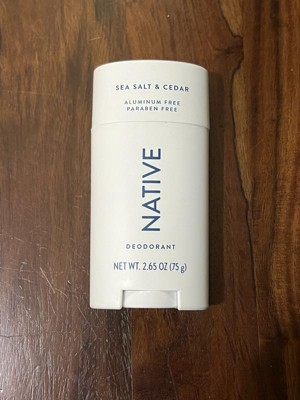 SEA SALT & CEDAR
ALUMINUM FREE
PARABEN FREE
NATIVE
DEODORANT
NET WT. 2.65 OZ (75 g)